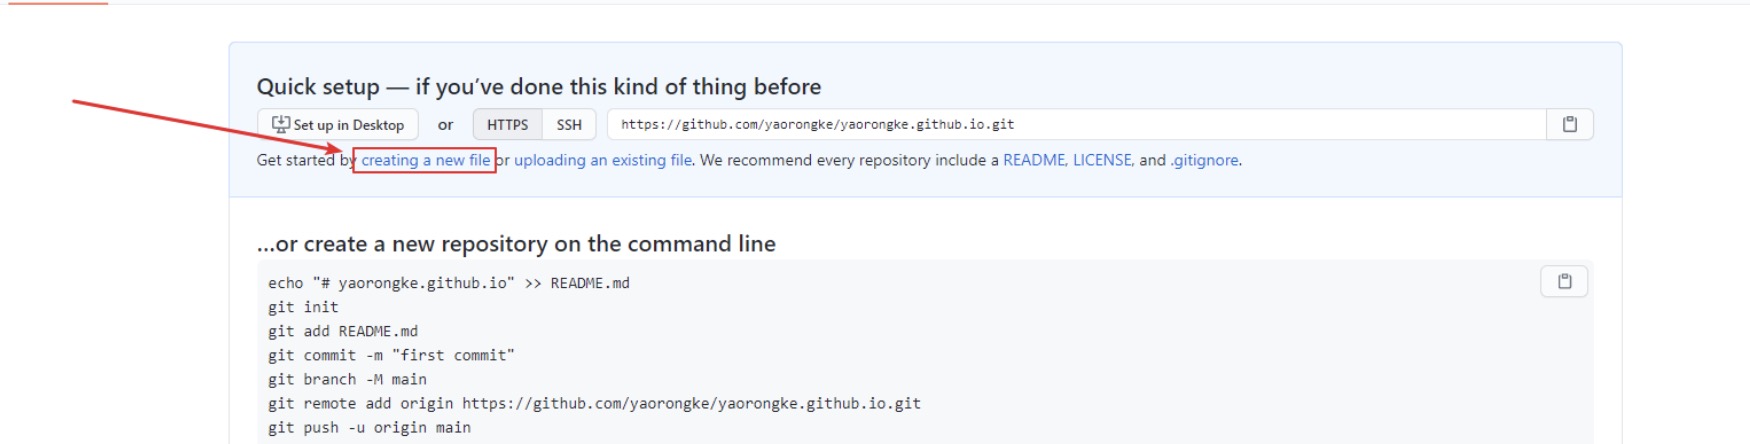 Quick setup — if you’ve done this kind of thing before
Set up in Desktop or HTTPS SSH https://github.com/yaorongke/yaorongke.github.io.git
Get started by creating a new file or uploading an existing file. We recommend every repository include a README, LICENSE, and .gitignore.
…or create a new repository on the command line
echo "# yaorongke.github.io" >> README.md
git init
git add README.md
git commit -m "first commit"
git branch -M main
git remote add origin https://github.com/yaorongke/yaorongke.github.io.git
git push -u origin main